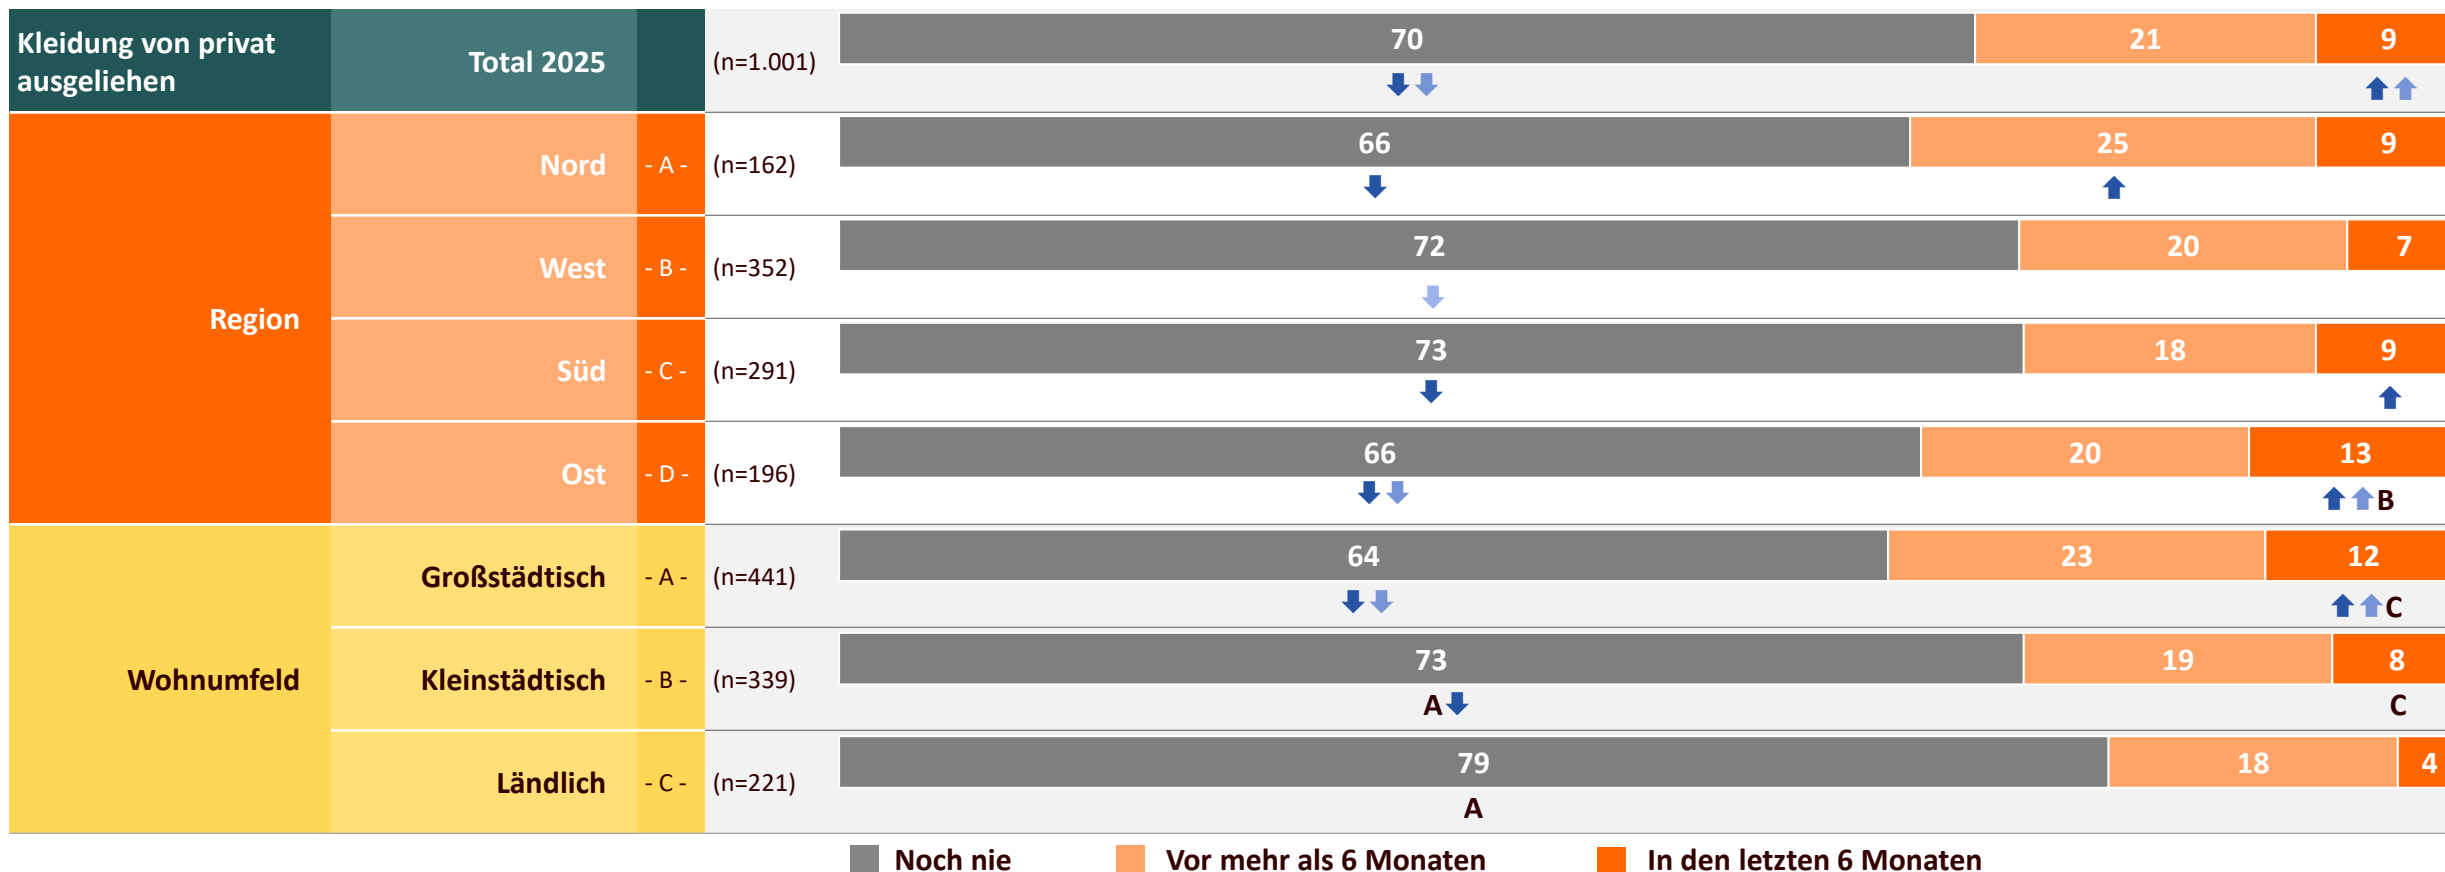 Kleidung von privat
ausgeliehen
Total 2025
(n=1.001)
70 21 9
Region
Nord - A - (n=162) 66 25 9
West - B - (n=352) 72 20 7
Süd - C - (n=291) 73 18 9
Ost - D - (n=196) 66 20 13
B
Wohnumfeld
Großstädtisch - A - (n=441) 64 23 12
C
Kleinstädtisch - B - (n=339) 73 19 8
A C
Ländlich - C - (n=221) 79 18 4
A
Noch nie Vor mehr als 6 Monaten In den letzten 6 Monaten